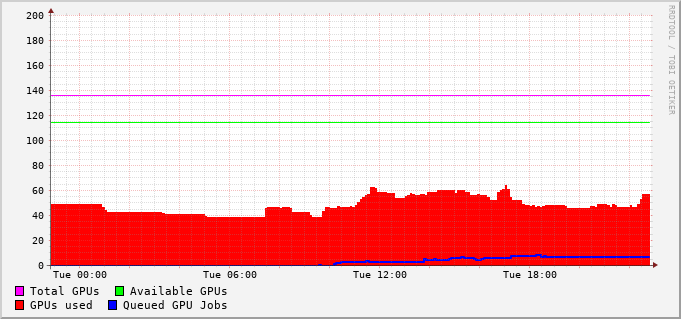 200
180
160
140
120
100
80
60
40
20
0
Tue 00:00 Tue 06:00 Tue 12:00 Tue 18:00
Total GPUs Available GPUs
GPUs used Queued GPU Jobs
RRDTOOL / TOBI OETIKER